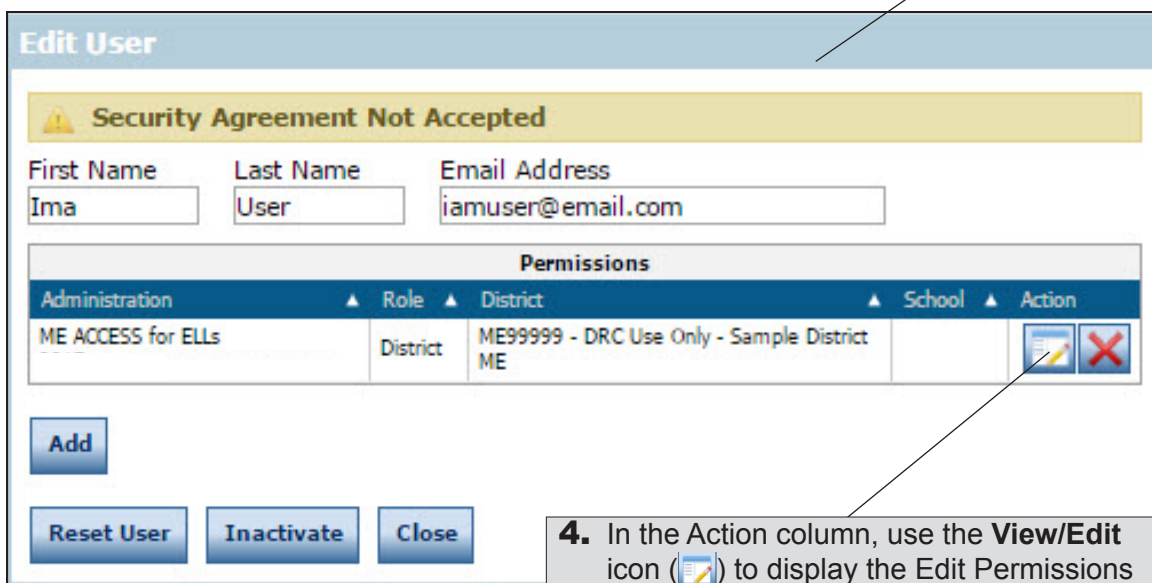 Edit User
Security Agreement Not Accepted
First Name Last Name Email Address
Ima User iamuser@email.com
Permissions
Administration Role District School Action
ME ACCESS for ELLs District ME99999 - DRC Use Only - Sample District
ME
Add
Reset User Inactivate Close
4. In the Action column, use the View/Edit
icon ( ) to display the Edit Permissions